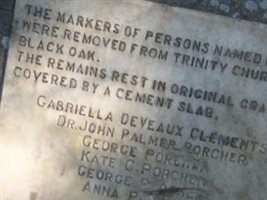 THE MARKERS OF PERSONS NAMED
WERE REMOVED FROM TRINITY CHUR
BLACK OAK.
THE REMAINS REST IN ORIGINAL GRA
COVERED BY A CEMENT SLAB.
GABRIELLA DEVEAUX CLEMENTS
DR. JOHN PALMER PORCHER
GEORGE PORCHER
KATE C. PORCHER
GEORGE
ANNA